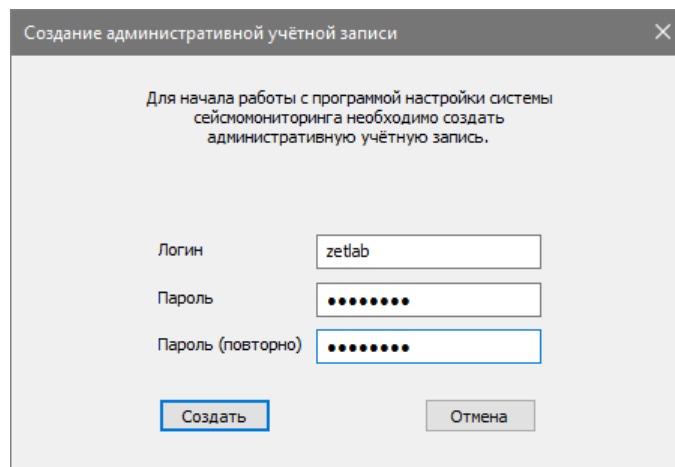 Создание административной учётной записи
Для начала работы с программой настройки системы
сейсмомониторинга необходимо создать
административную учётную запись.
Логин
zetlab
Пароль
●●●●●●●●
Пароль (повторно)
●●●●●●●●
Создать
Отмена